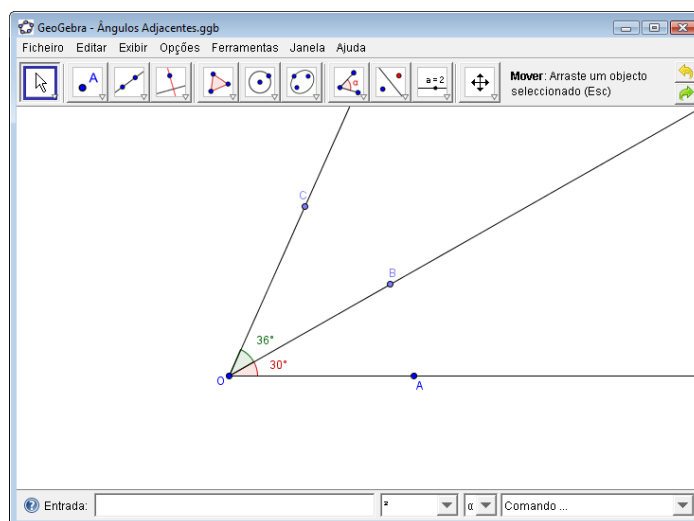 GeoGebra - Ângulos Adjacentes.ggb
Ficheiro Editar Exibir Opções Ferramentas Janela Ajuda
A
α
a = 2
Mover: Arraste um objecto
seleccionado (Esc)
C
B
36°
30°
O
A
Entrada:
²
α
Comando ...